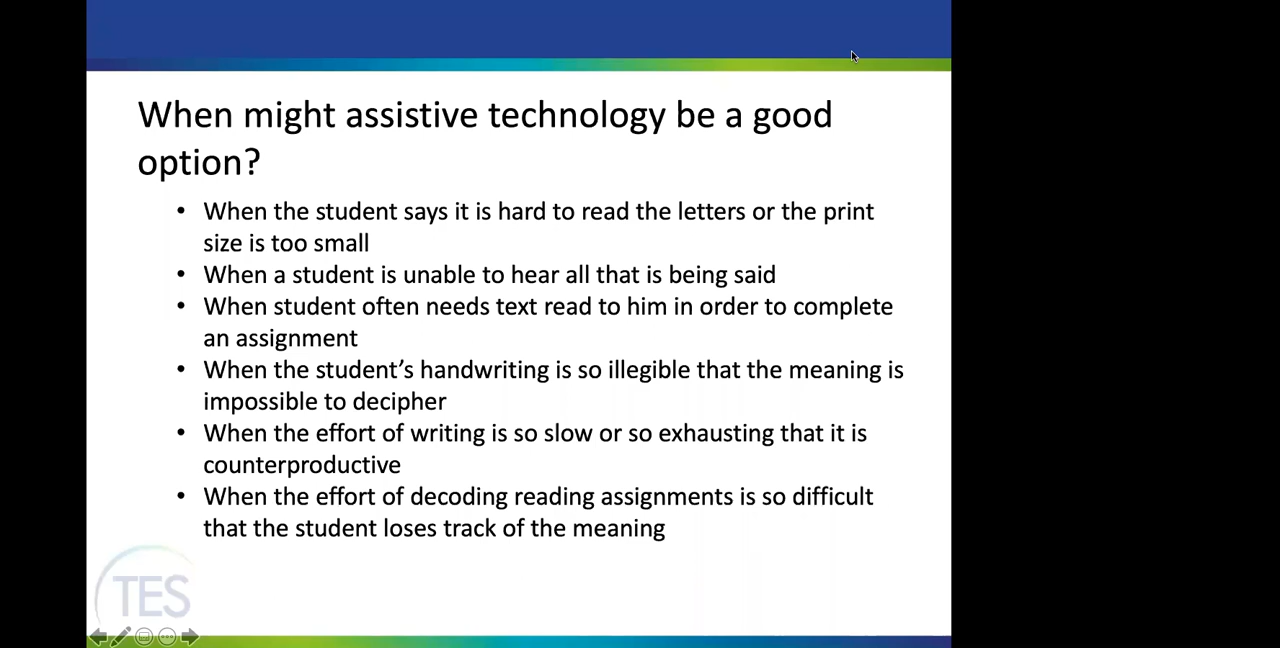 When might assistive technology be a good
option?
• When the student says it is hard to read the letters or the print
size is too small
• When a student is unable to hear all that is being said
• When student often needs text read to him in order to complete
an assignment
• When the student’s handwriting is so illegible that the meaning is
impossible to decipher
• When the effort of writing is so slow or so exhausting that it is
counterproductive
• When the effort of decoding reading assignments is so difficult
that the student loses track of the meaning
TES